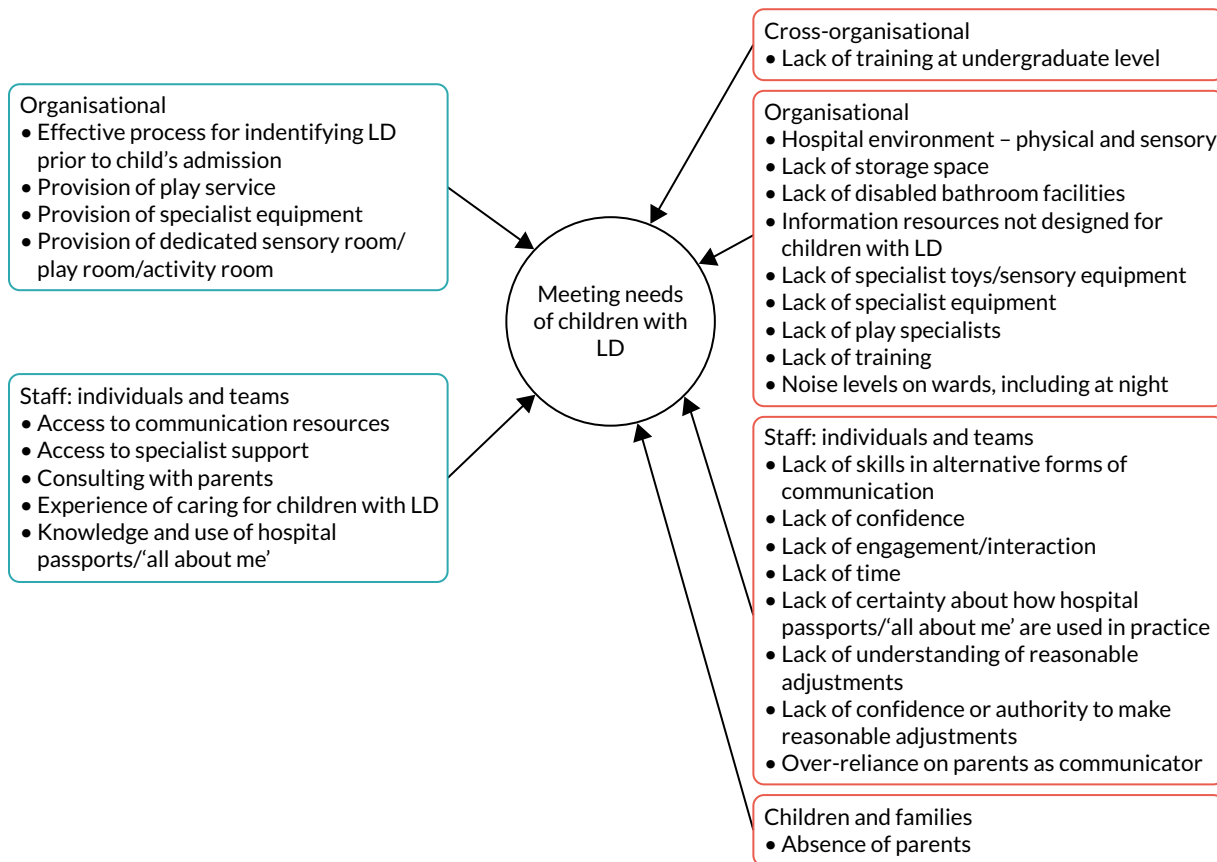 Organisational
• Effective process for indentifying LD
prior to child's admission
• Provision of play service
• Provision of specialist equipment
• Provision of dedicated sensory room/
play room/activity room
Staff: individuals and teams
• Access to communication resources
• Access to specialist support
• Consulting with parents
• Experience of caring for children with LD
• Knowledge and use of hospital
passports/‘all about me’
Meeting needs
of children with
LD
Cross-organisational
• Lack of training at undergraduate level
Organisational
• Hospital environment – physical and sensory
• Lack of storage space
• Lack of disabled bathroom facilities
• Information resources not designed for
children with LD
• Lack of specialist toys/sensory equipment
• Lack of specialist equipment
• Lack of play specialists
• Lack of training
• Noise levels on wards, including at night
Staff: individuals and teams
• Lack of skills in alternative forms of
communication
• Lack of confidence
• Lack of engagement/interaction
• Lack of time
• Lack of certainty about how hospital
passports/‘all about me’ are used in practice
• Lack of understanding of reasonable
adjustments
• Lack of confidence or authority to make
reasonable adjustments
• Over-reliance on parents as communicator
Children and families
• Absence of parents